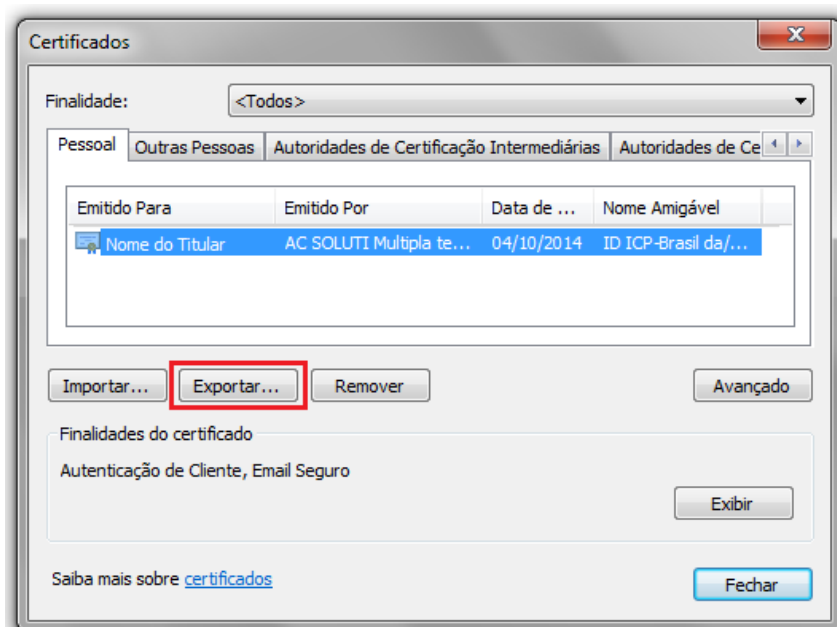 Certificados
Finalidade: <Todos>
Pessoal Outras Pessoas Autoridades de Certificação Intermediárias Autoridades de Ce
Emitido Para Emitido Por Data de ... Nome Amigável
Nome do Titular AC SOLUTI Multipla te... 04/10/2014 ID ICP-Brasil da/...
Importar... Exportar... Remover Avançado
Finalidades do certificado
Autenticação de Cliente, Email Seguro
Exibir
Saiba mais sobre certificados
Fechar